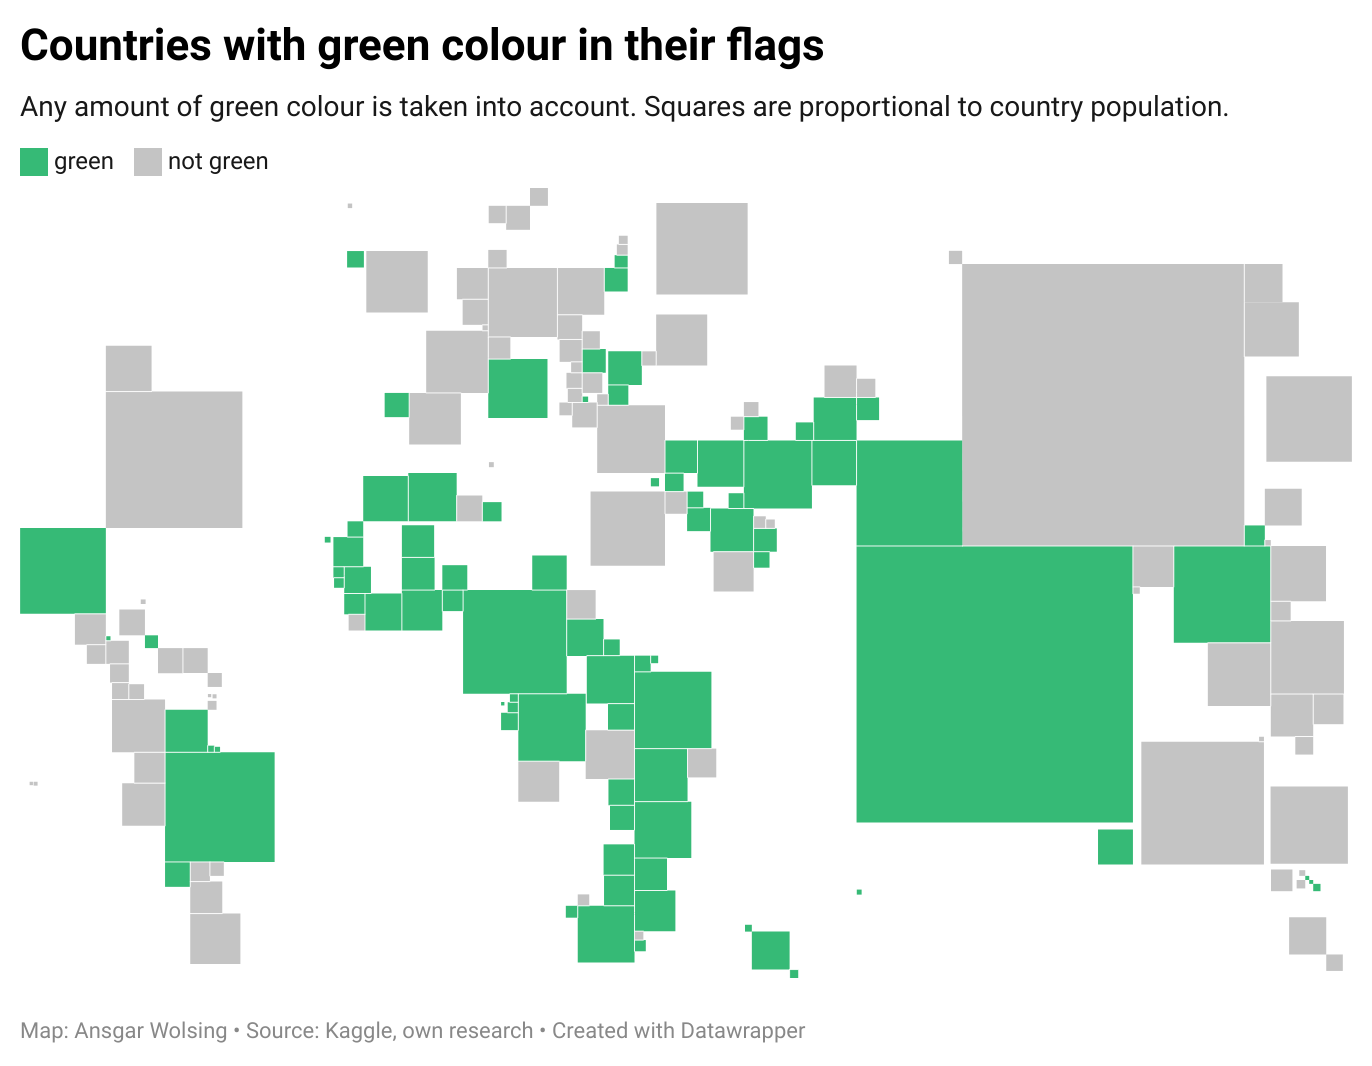 Countries with green colour in their flags
Any amount of green colour is taken into account. Squares are proportional to country population.
green not green
Map: Ansgar Wolsing • Source: Kaggle, own research • Created with Datawrapper